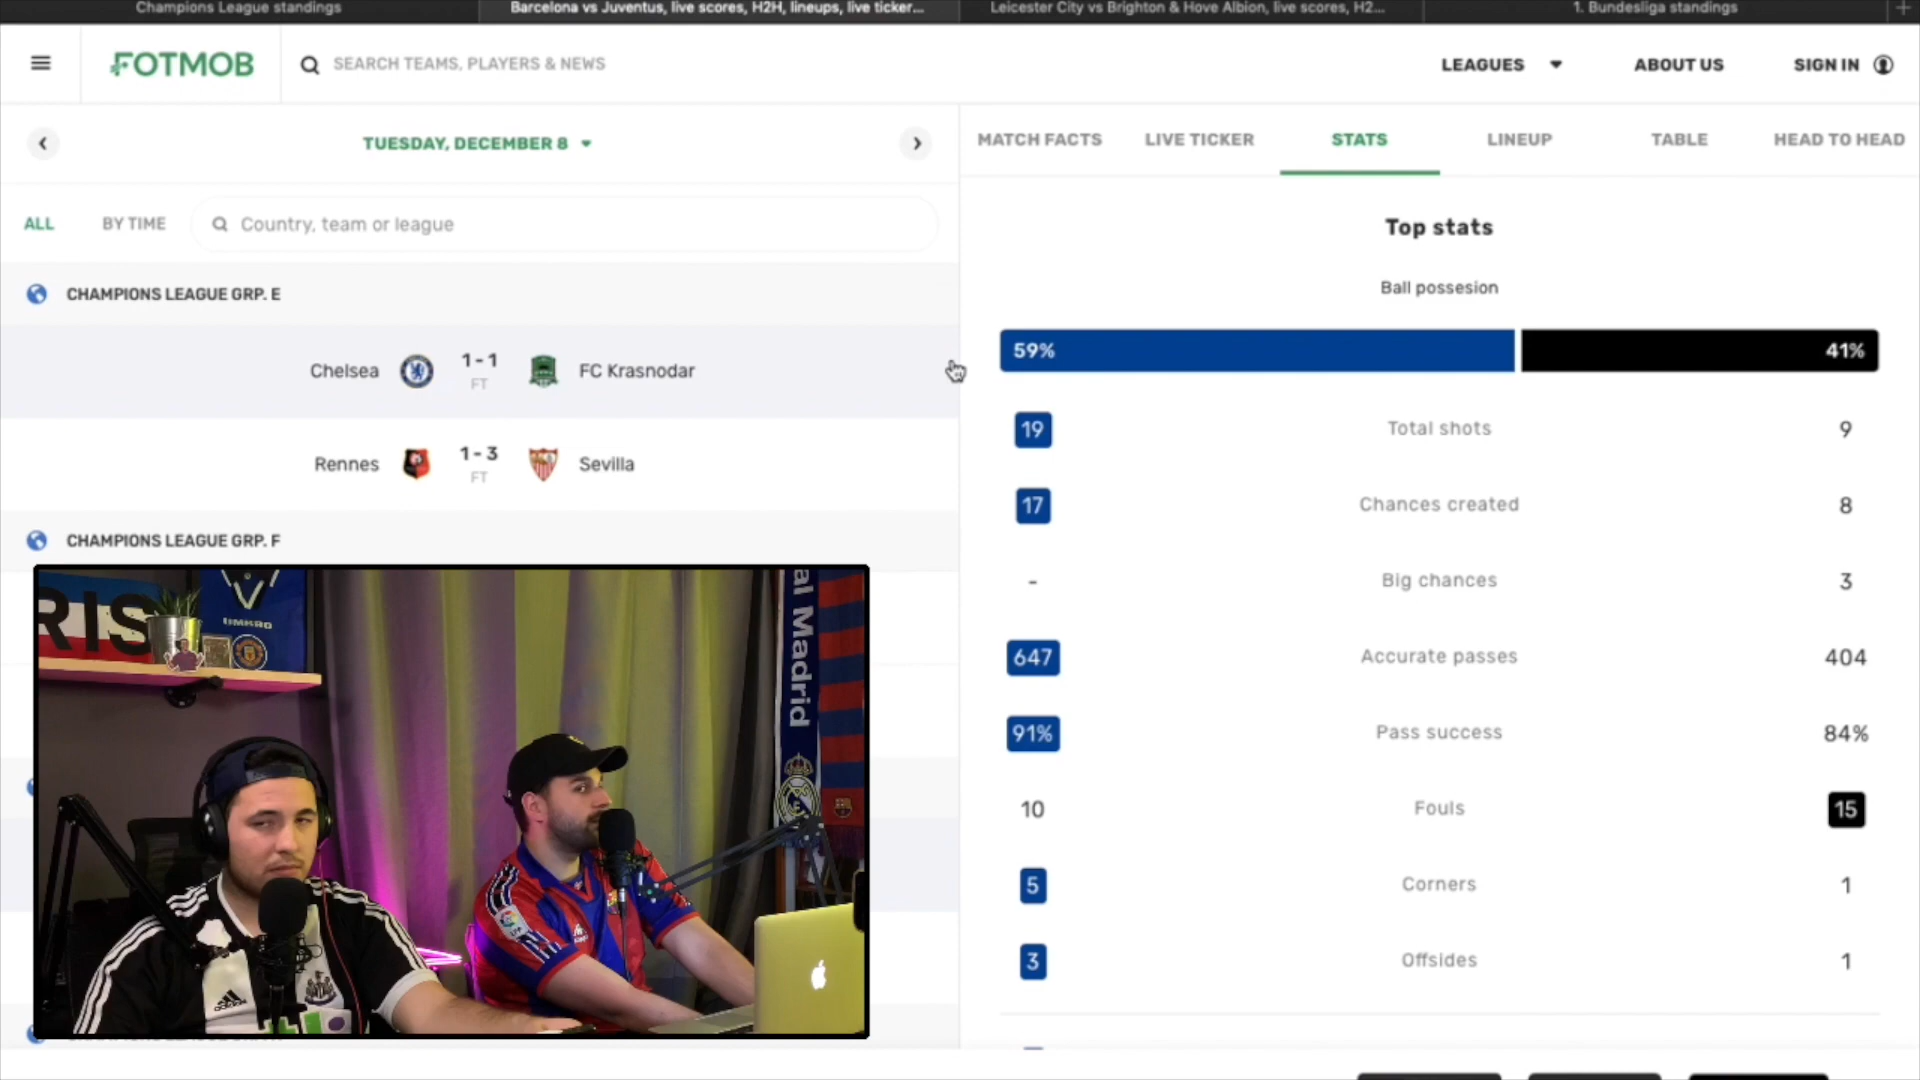 Champions League standings
Barcelona vs Juventus, live scores, H2H, lineups, live ticker...
Leicester City vs Brighton & Hove Albion, live scores, H2...
1. Bundesliga standings
FOTMOB
SEARCH TEAMS, PLAYERS & NEWS
LEAGUES
ABOUT US
SIGN IN
TUESDAY, DECEMBER 8
MATCH FACTS
LIVE TICKER
STATS
LINEUP
TABLE
HEAD TO HEAD
ALL
BY TIME
Country, team or league
CHAMPIONS LEAGUE GRP. E
Chelsea 1 - 1 FC Krasnodar
FT
Rennes 1 - 3 Sevilla
FT
CHAMPIONS LEAGUE GRP. F
Top stats
Ball possesion
59% 41%
19 Total shots 9
17 Chances created 8
- Big chances 3
647 Accurate passes 404
91% Pass success 84%
10 Fouls 15
5 Corners 1
3 Offsides 1
RIS
UMBRO
al Madrid
adidas